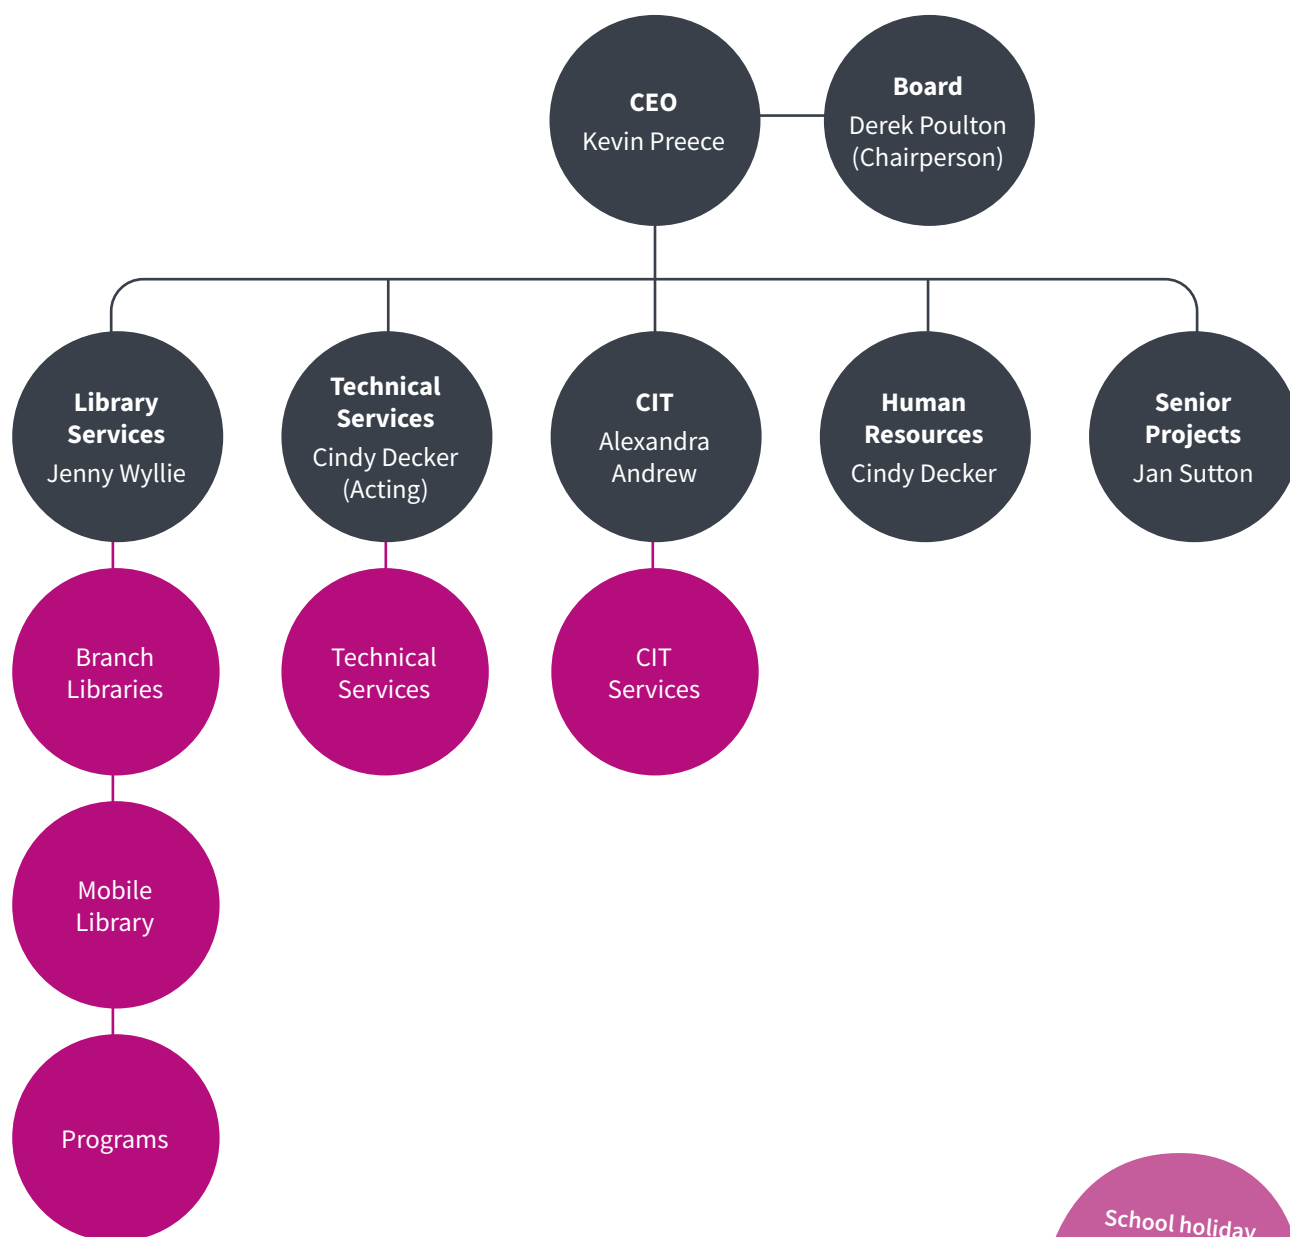 CEO
Kevin Preece
Board
Derek Poulton
(Chairperson)
Library
Services
Jenny Wyllie
Technical
Services
Cindy Decker
(Acting)
CIT
Alexandra
Andrew
Human
Resources
Cindy Decker
Senior
Projects
Jan Sutton
Branch
Libraries
Technical
Services
CIT
Services
Mobile
Library
Programs
School holiday